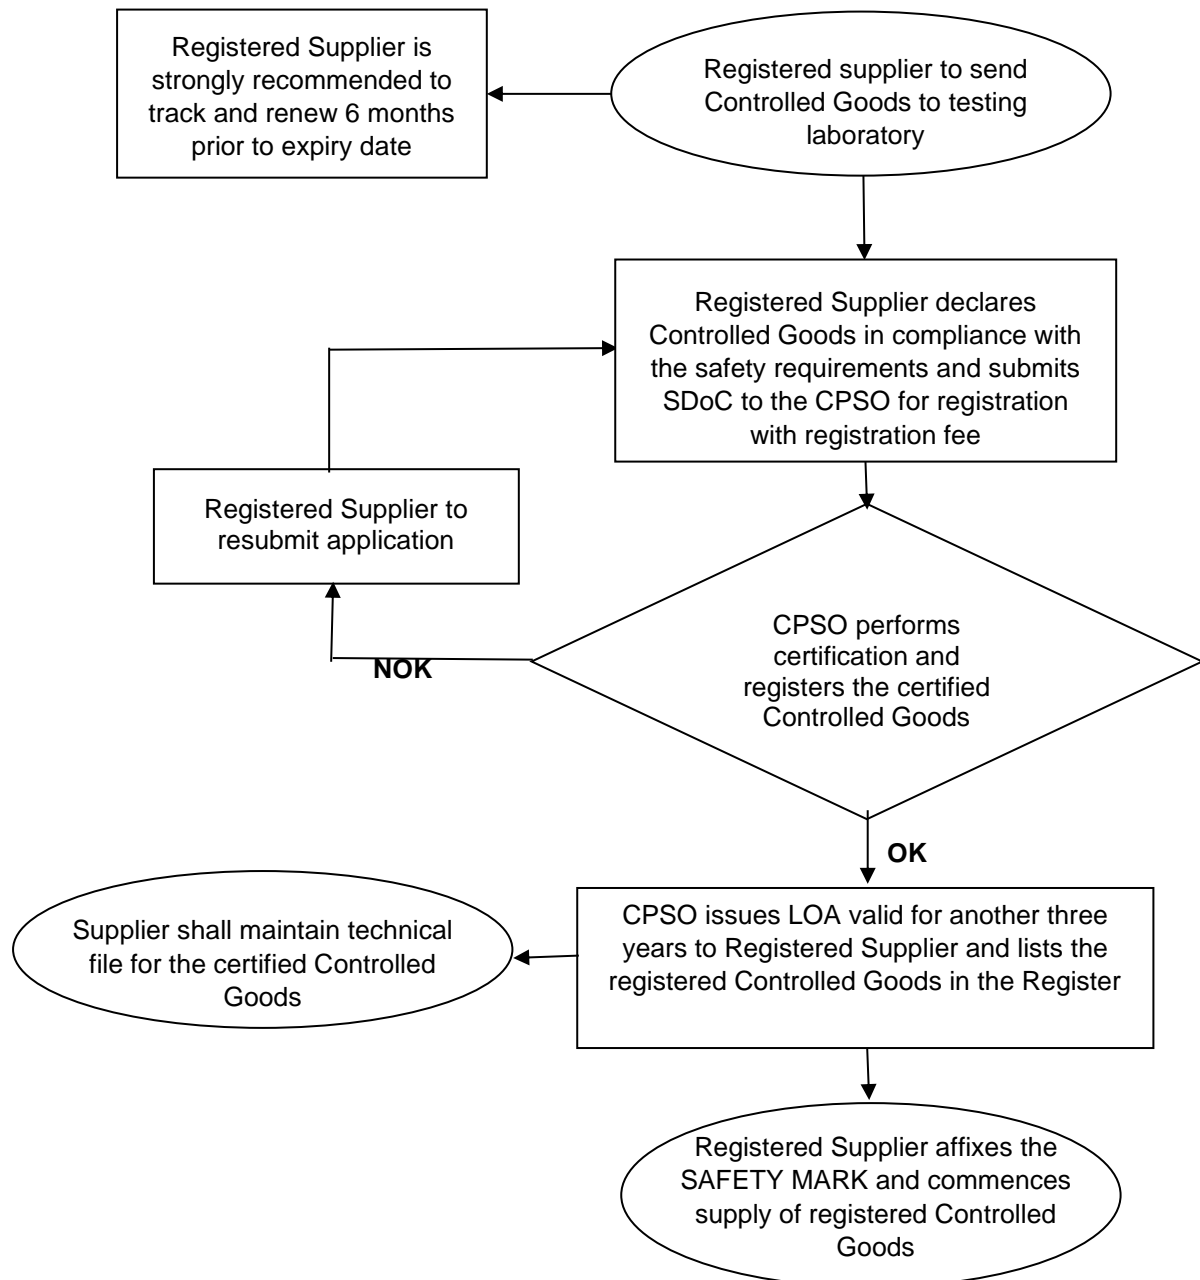 Registered Supplier is
strongly recommended to
track and renew 6 months
prior to expiry date
Registered supplier to send
Controlled Goods to testing
laboratory
Registered Supplier declares
Controlled Goods in compliance with
the safety requirements and submits
SDoC to the CPSO for registration
with registration fee
Registered Supplier to
resubmit application
CPSO performs
certification and
registers the certified
Controlled Goods
NOK
OK
CPSO issues LOA valid for another three
years to Registered Supplier and lists the
registered Controlled Goods in the Register
Supplier shall maintain technical
file for the certified Controlled
Goods
Registered Supplier affixes the
SAFETY MARK and commences
supply of registered Controlled
Goods